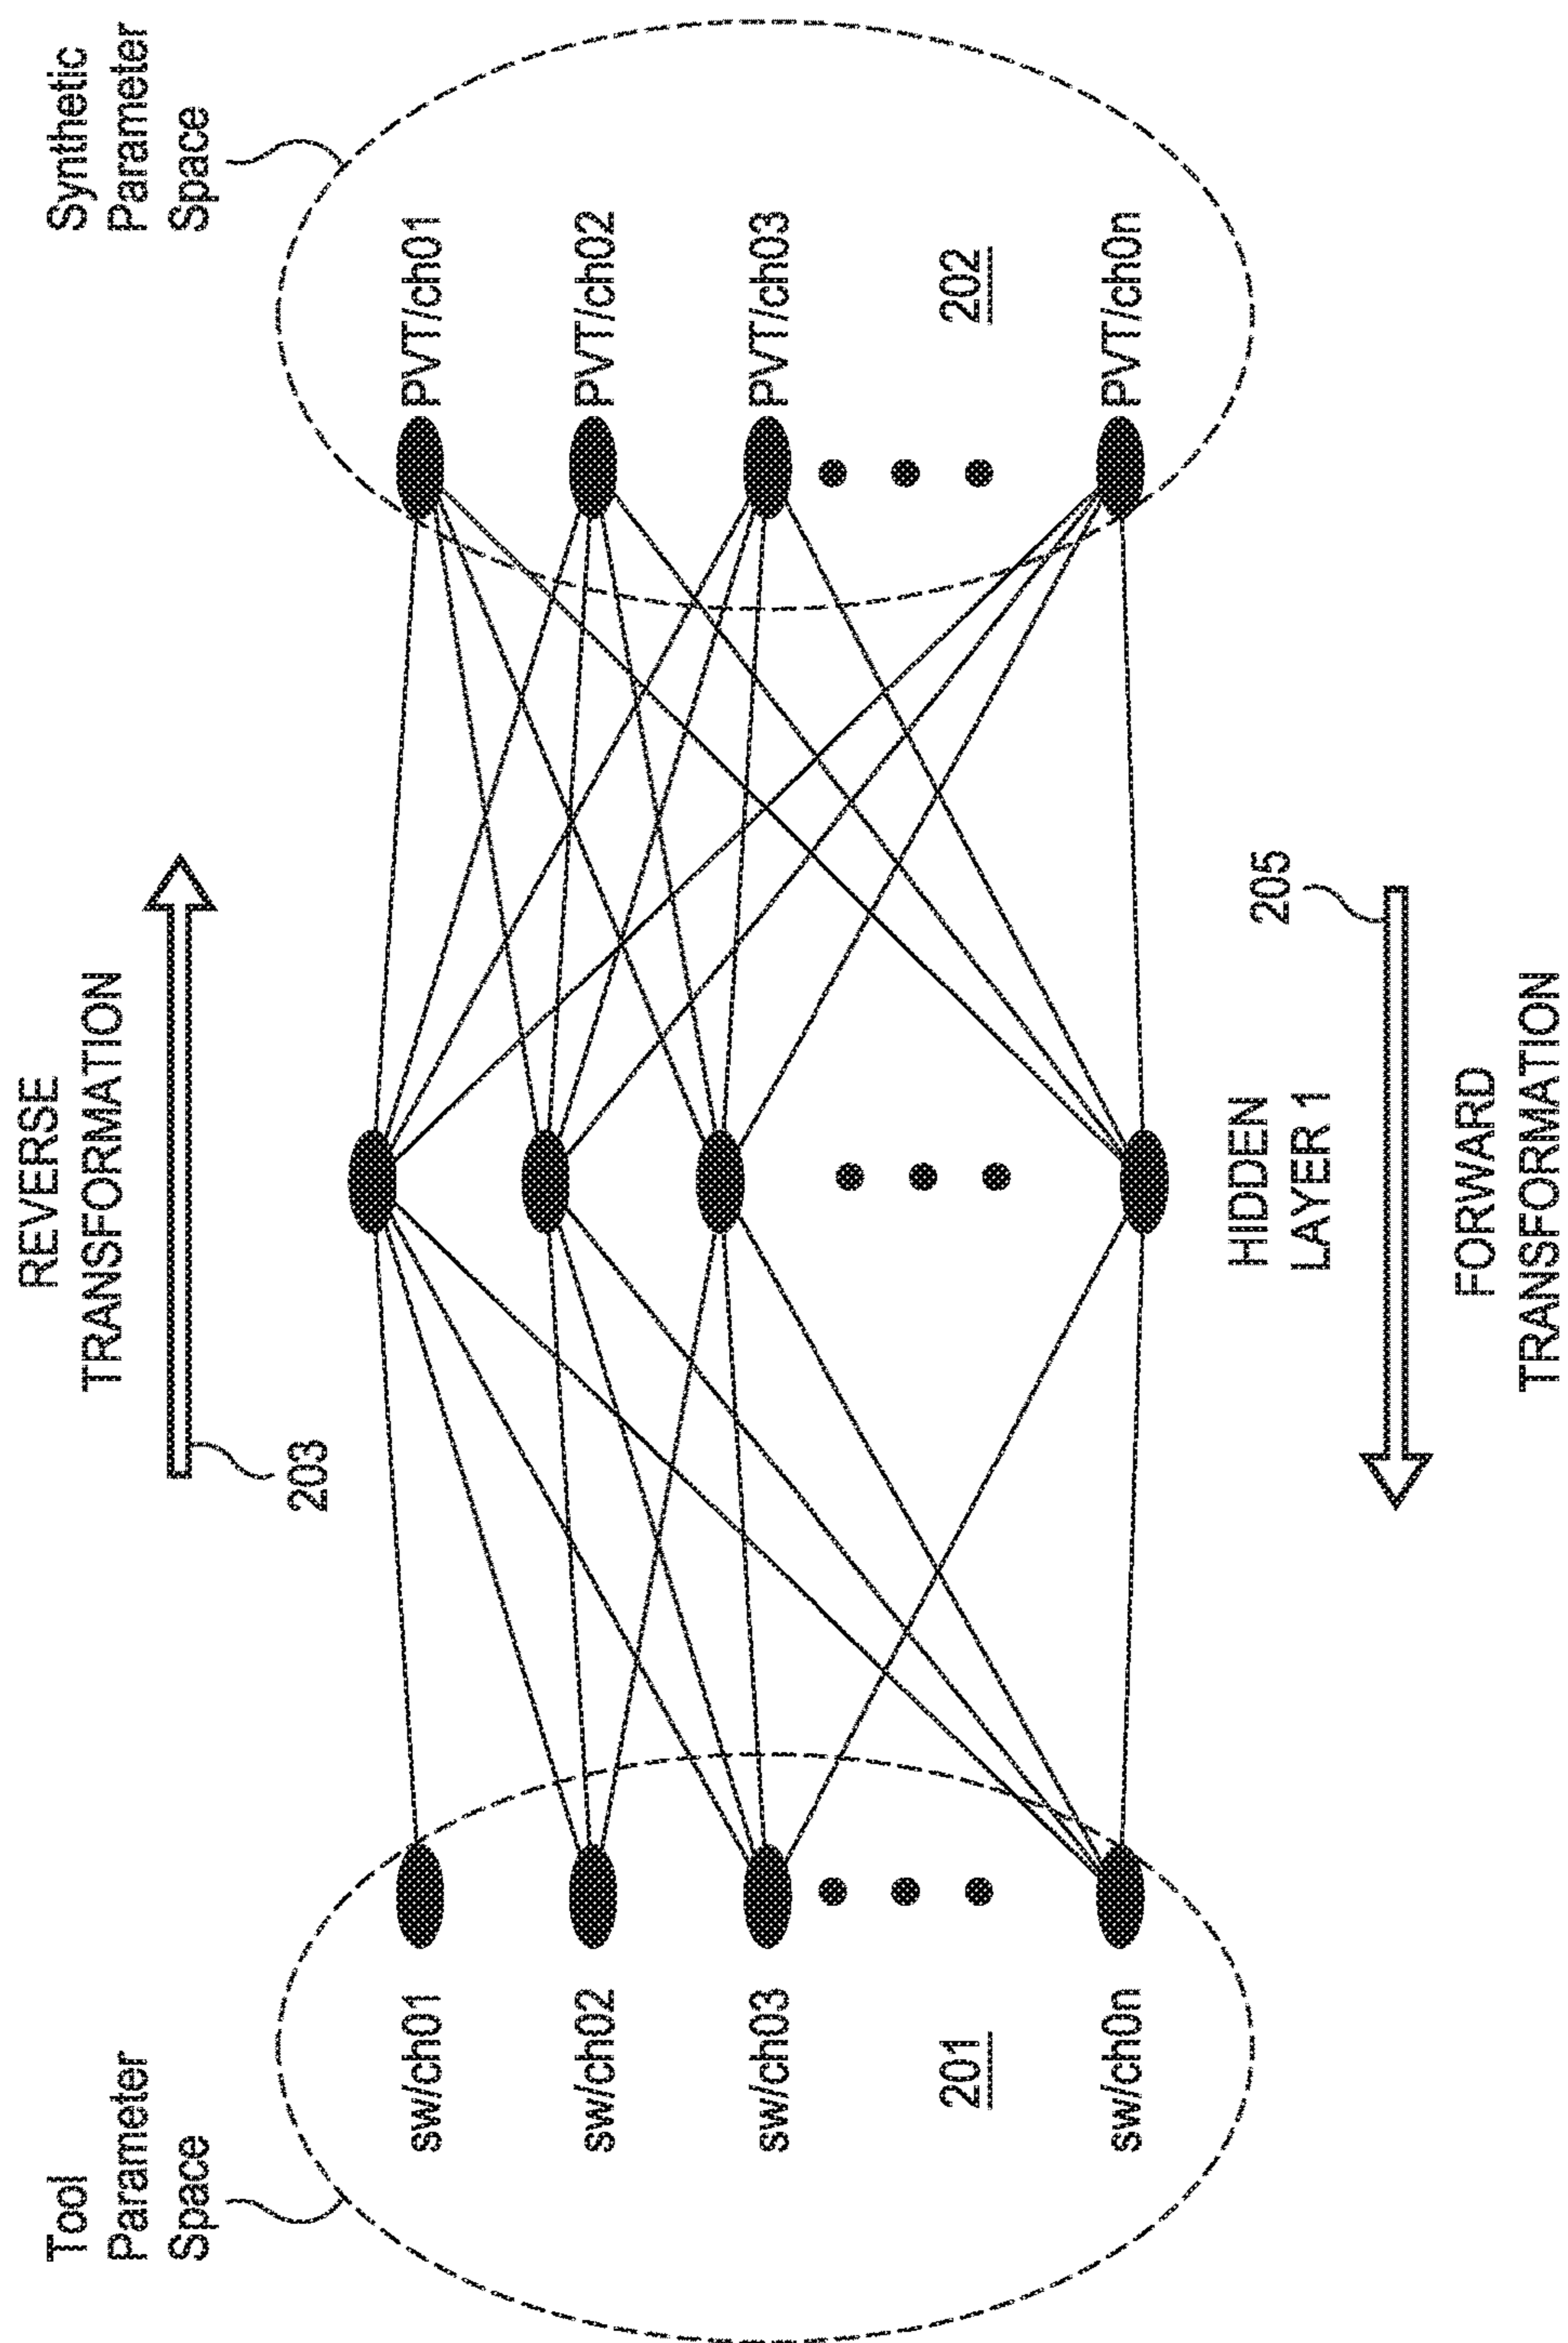 REVERSE
TRANSFORMATION
203
Tool
Parameter
Space
Synthetic
Parameter
Space
sw/ch01
PVT/ch01
sw/ch02
PVT/ch02
sw/ch03
PVT/ch03
201
202
sw/ch0n
PVT/ch0n
HIDDEN
LAYER 1
205
FORWARD
TRANSFORMATION